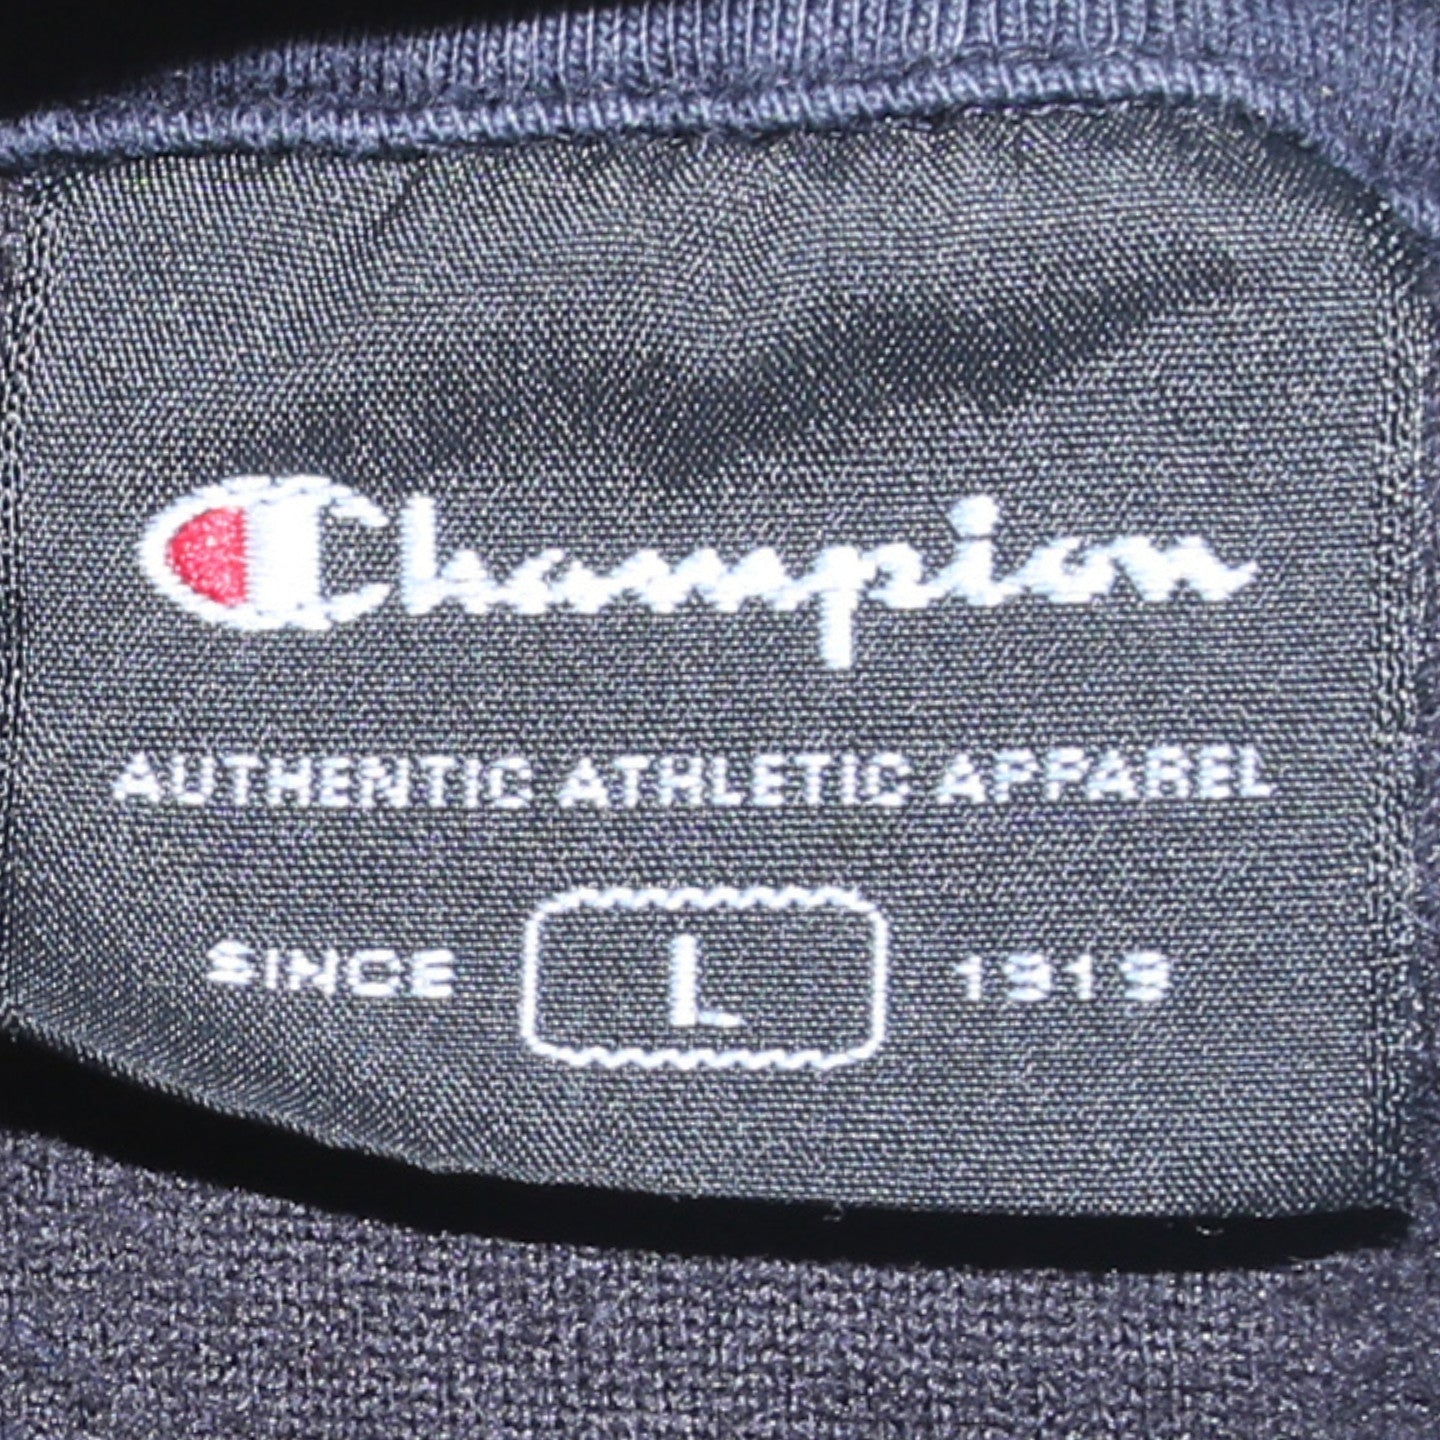 Champion
AUTHENTIC ATHLETIC APPAREL
SINCE L 1919